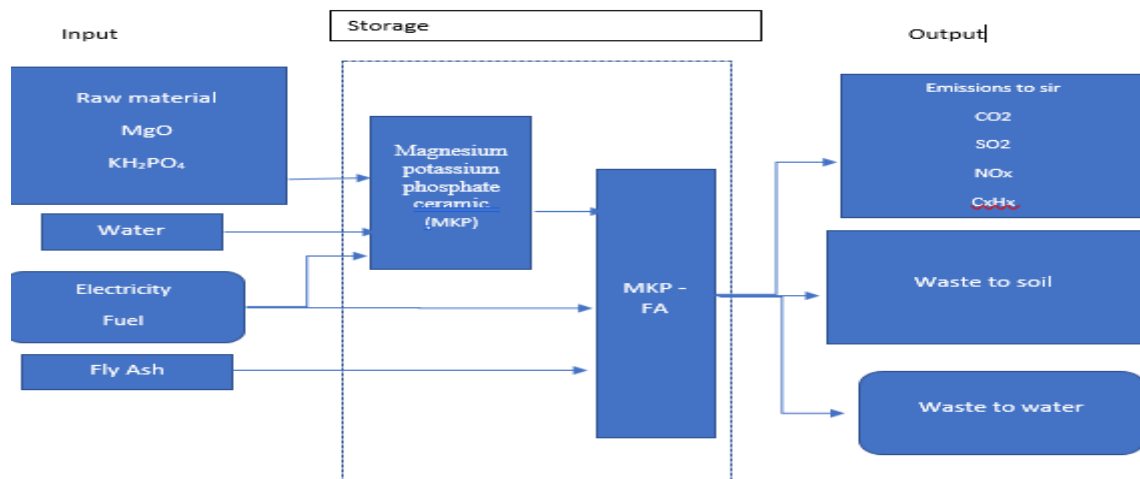 Input
Storage
Output
Raw material
MgO
KH₂PO₄
Water
Electricity
Fuel
Fly Ash
Magnesium
potassium
phosphate
ceramic
(MKP)
MKP -
FA
Emissions to sir
CO2
SO2
NOx
CxHx
Waste to soil
Waste to water